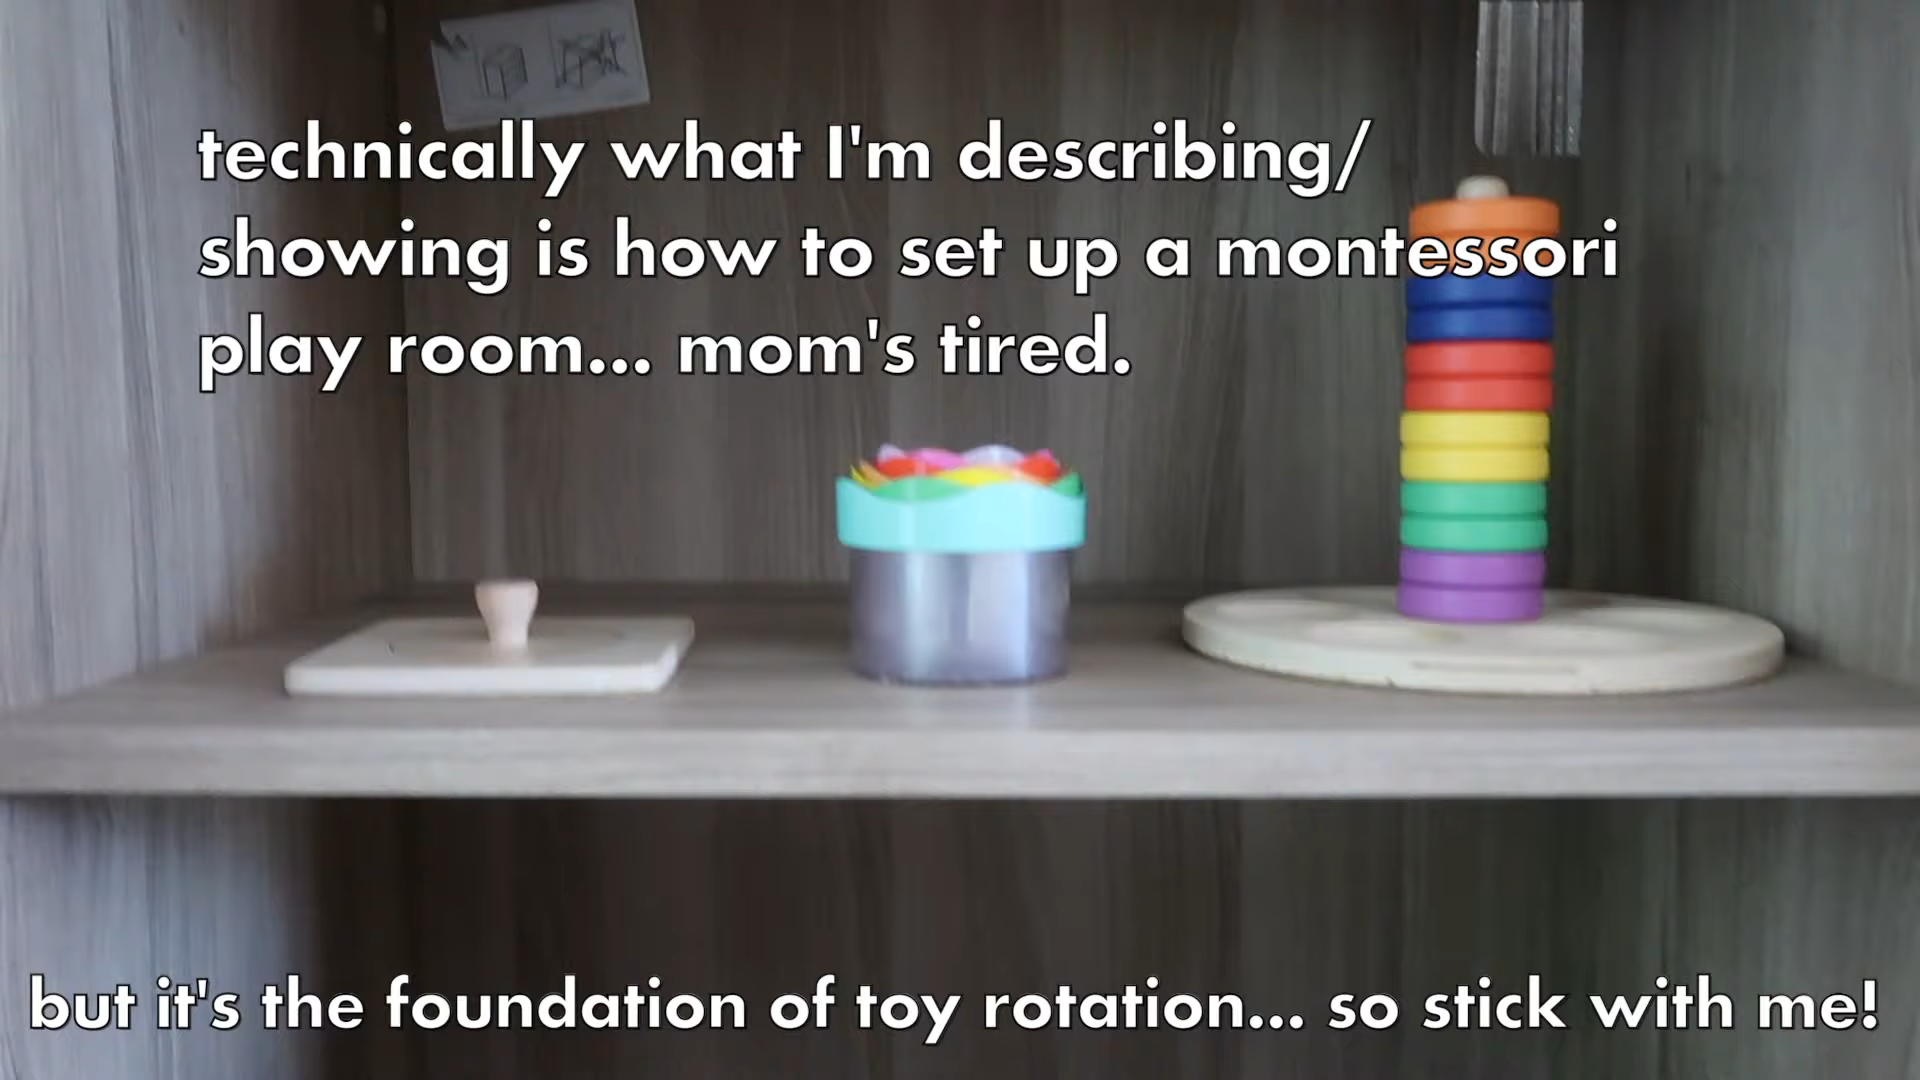 technically what I'm describing/
showing is how to set up a montessori
play room... mom's tired.
but it's the foundation of toy rotation... so stick with me!